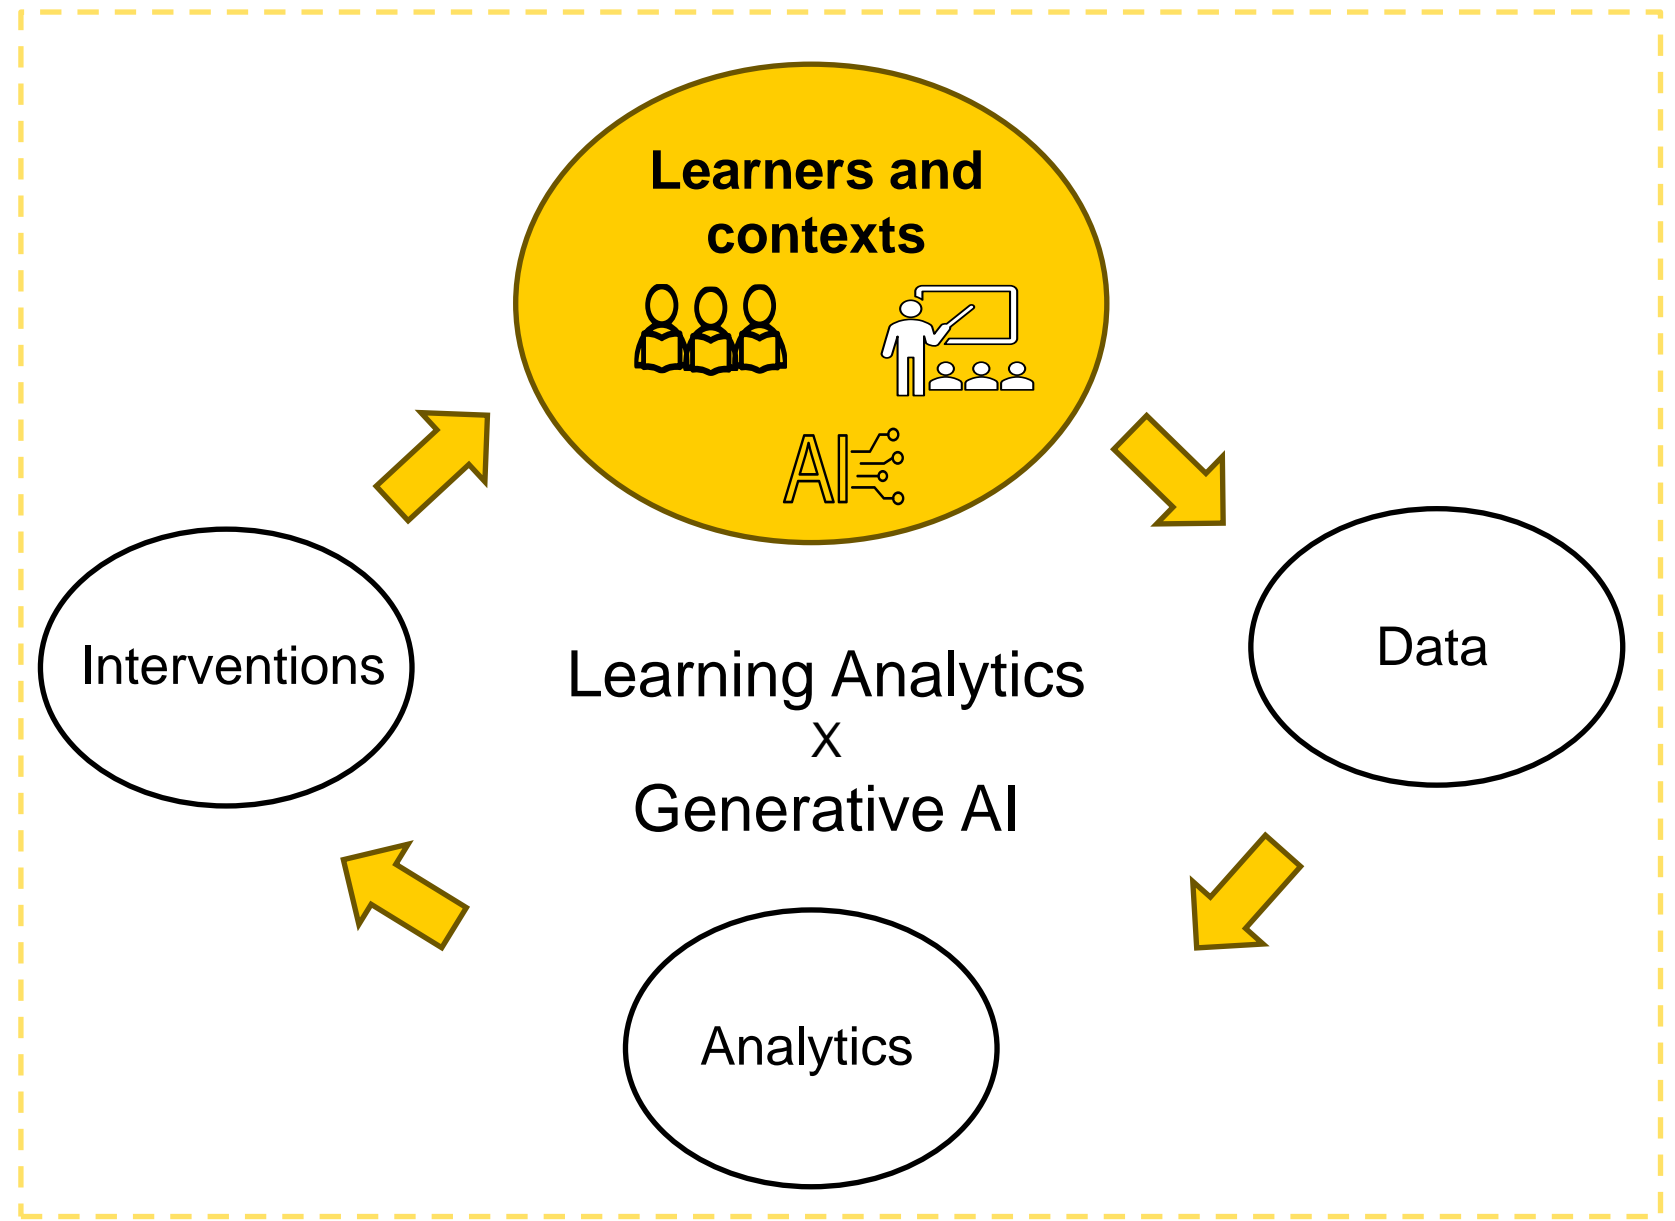 Learners and
contexts
AI
Interventions
Data
Learning Analytics
X
Generative AI
Analytics